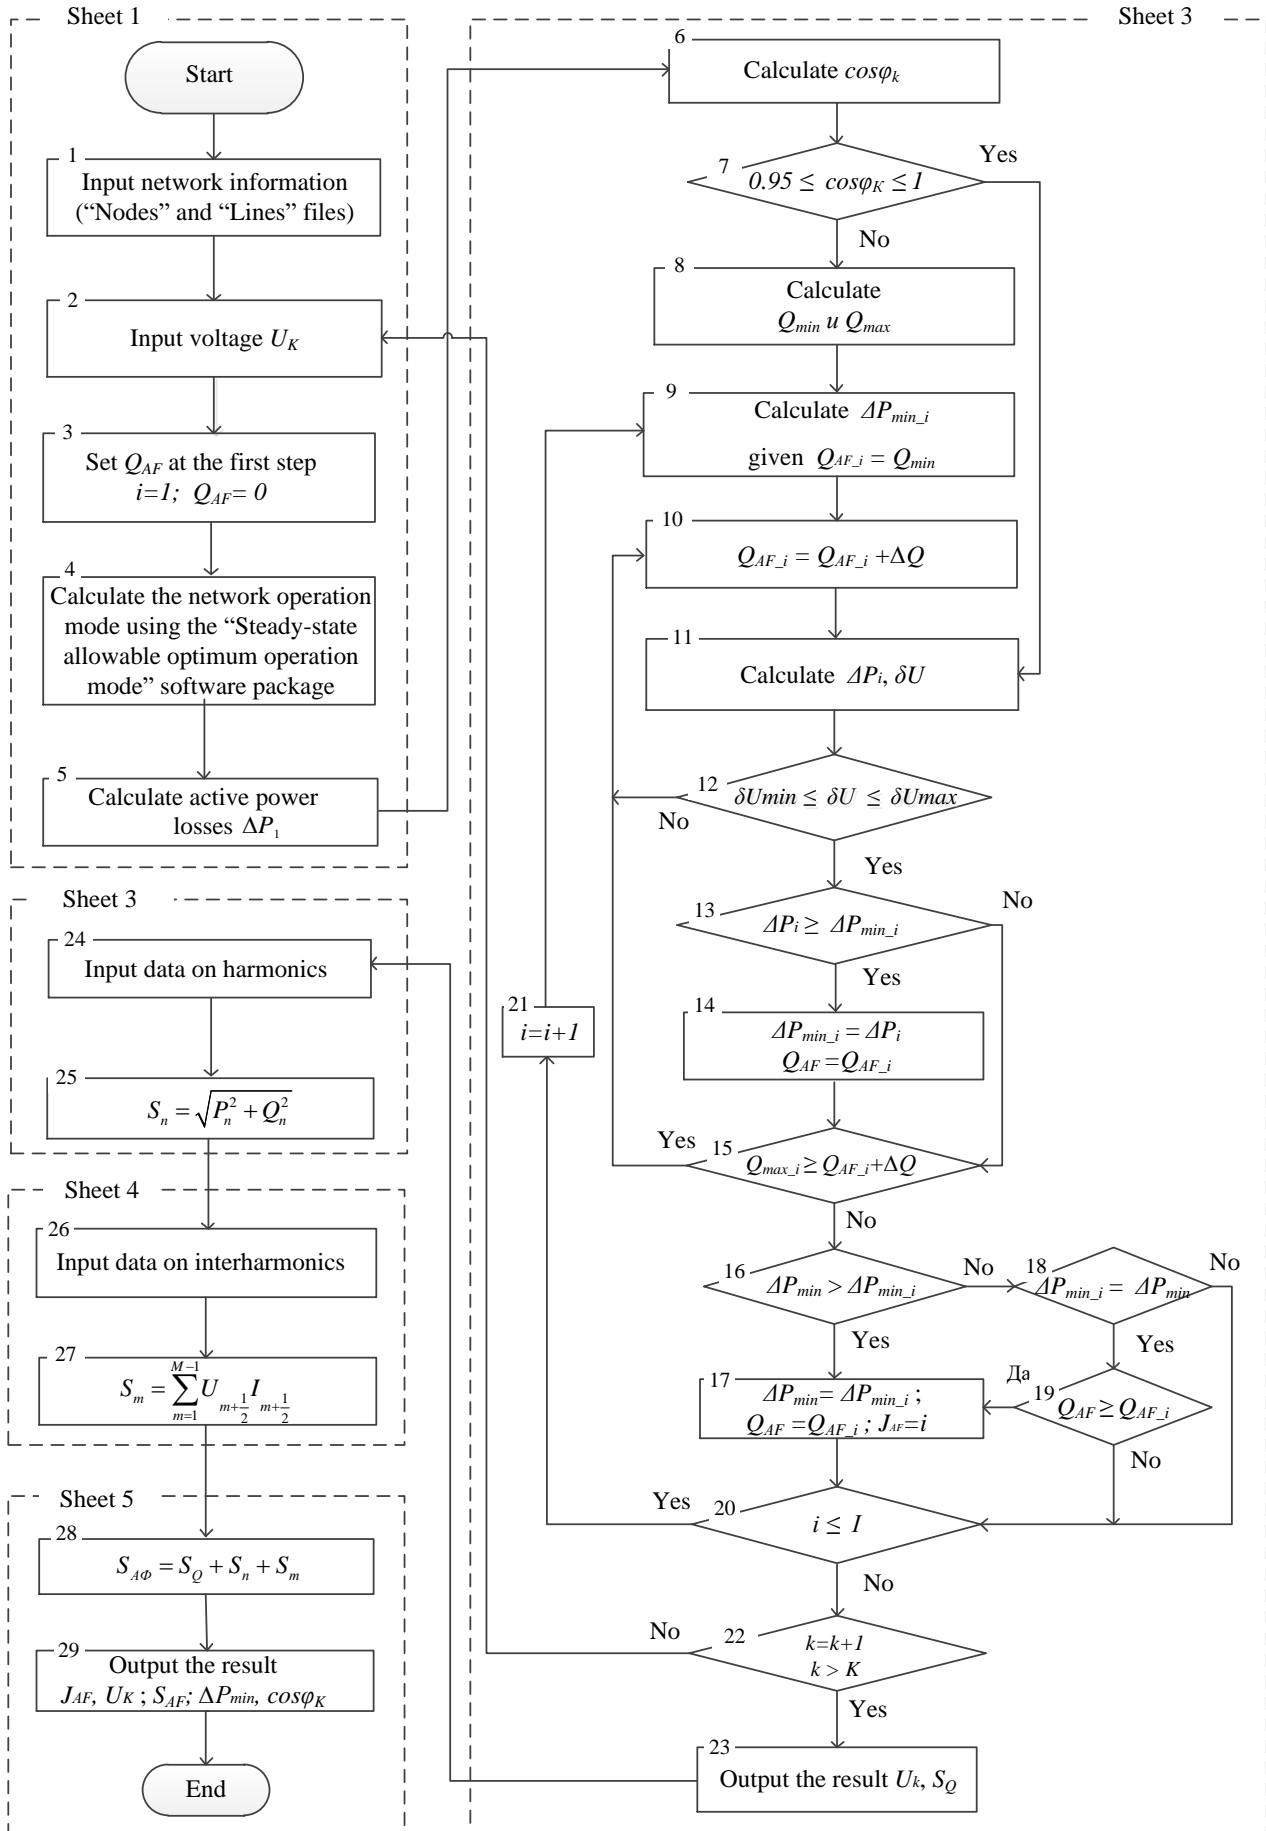 Sheet 1
Start
1
Input network information
(“Nodes” and “Lines” files)
2
Input voltage U_K
3
Set Q_AF at the first step
i=1; Q_AF= 0
4
Calculate the network operation
mode using the “Steady-state
allowable optimum operation
mode” software package
5
Calculate active power
losses ΔP_1
Sheet 3
24
Input data on harmonics
25
S_n = √(P_n^2 + Q_n^2)
Sheet 4
26
Input data on interharmonics
27
S_m = ∑_{m=1}^{M−1} U_{m+1/2} I_{m+1/2}
Sheet 5
28
S_AФ = S_Q + S_n + S_m
29
Output the result
J_AF, U_K ; S_AF; ΔP_min, cosφ_K
End
Sheet 3
6
Calculate cosφ_k
7
0.95 ≤ cosφ_K ≤ 1
Yes
No
8
Calculate
Q_min u Q_max
9
Calculate ΔP_min_i
given Q_AF_i = Q_min
10
Q_AF_i = Q_AF_i +ΔQ
11
Calculate ΔP_i, δU
12
δUmin ≤ δU ≤ δUmax
No
Yes
13
ΔP_i ≥ ΔP_min_i
No
Yes
14
ΔP_min_i = ΔP_i
Q_AF =Q_AF_i
21
i=i+1
15
Q_max_i ≥ Q_AF_i+ΔQ
Yes
No
16
ΔP_min > ΔP_min_i
No
Yes
18
ΔP_min_i = ΔP_min
No
Yes
17
ΔP_min= ΔP_min_i ;
Q_AF =Q_AF_i ; J_AF=i
Да
19
Q_AF ≥ Q_AF_i
No
20
i ≤ I
Yes
No
22
k=k+1
k > K
No
Yes
23
Output the result U_k, S_Q